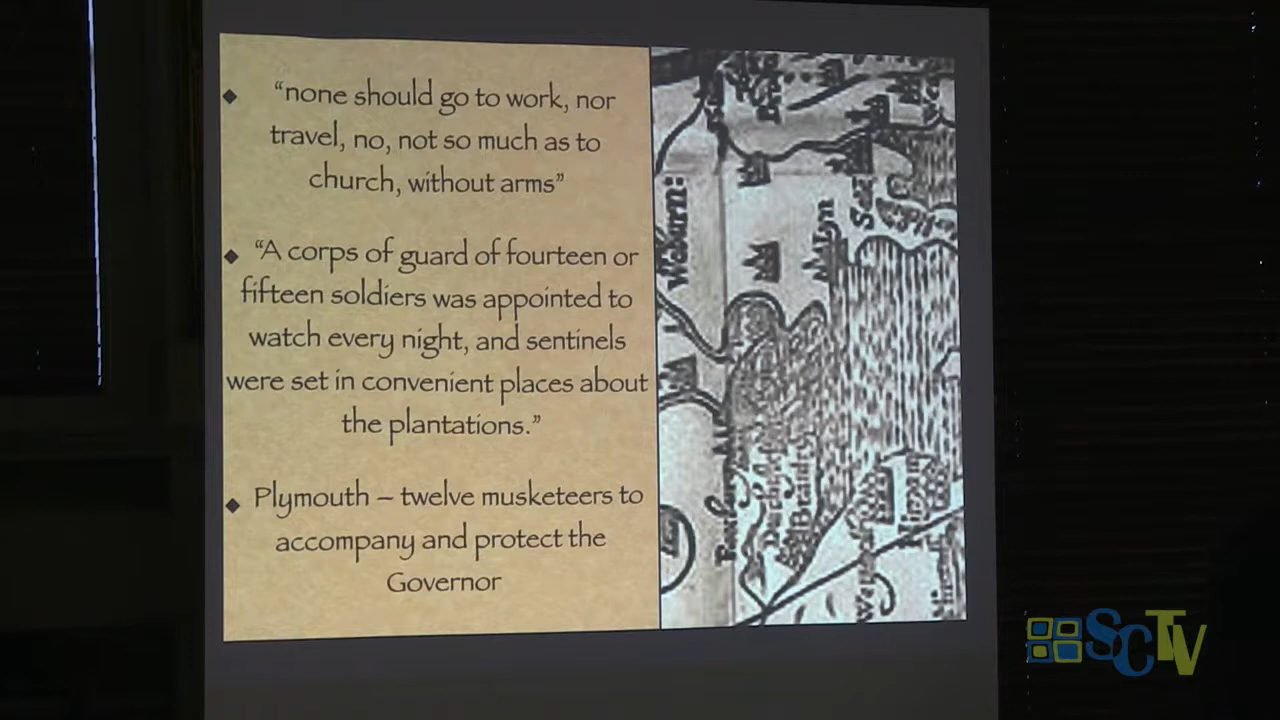 “none should go to work, nor
travel, no, not so much as to
church, without arms”
“A corps of guard of fourteen or
fifteen soldiers was appointed to
watch every night, and sentinels
were set in convenient places about
the plantations.”
Plymouth – twelve musketeers to
accompany and protect the
Governor
Woburn:
Lyn
SCTV